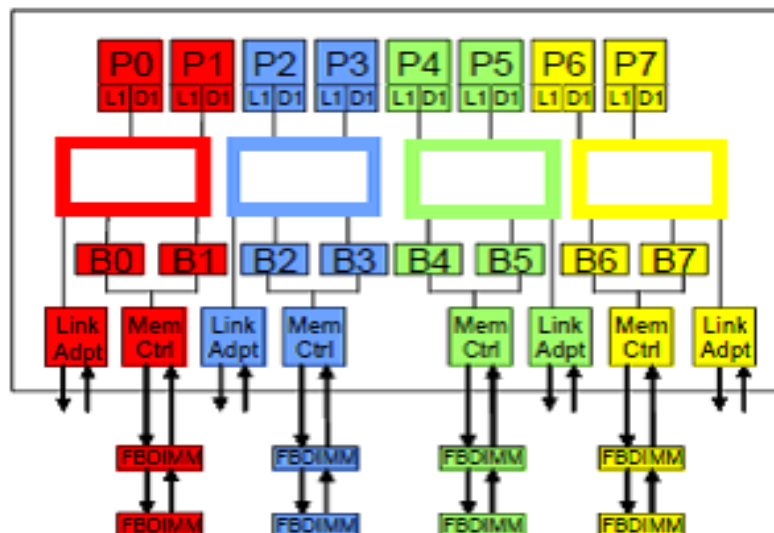 P0 P1 P2 P3 P4 P5 P6 P7
L1 D1 L1 D1 L1 D1 L1 D1 L1 D1 L1 D1 L1 D1 L1 D1
B0 B1 B2 B3 B4 B5 B6 B7
Link Mem Link Mem Mem Link Mem Link
Adpt Ctrl Adpt Ctrl Ctrl Adpt Ctrl Adpt
FBDIMM FBDIMM FBDIMM FBDIMM
FBDIMM FBDIMM FBDIMM FBDIMM